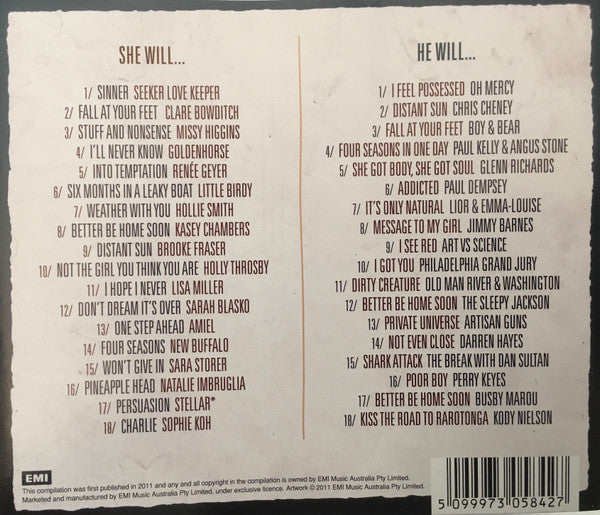 SHE WILL...
1/ SINNER SEEKER LOVE KEEPER
2/ FALL AT YOUR FEET CLARE BOWDITCH
3/ STUFF AND NONSENSE MISSY HIGGINS
4/ I'LL NEVER KNOW GOLDENHORSE
5/ INTO TEMPTATION RENÉE GEYER
6/ SIX MONTHS IN A LEAKY BOAT LITTLE BIRDY
7/ WEATHER WITH YOU HOLLIE SMITH
8/ BETTER BE HOME SOON KASEY CHAMBERS
9/ DISTANT SUN BROOKE FRASER
10/ NOT THE GIRL YOU THINK YOU ARE HOLLY THROSBY
11/ I HOPE I NEVER LISA MILLER
12/ DON'T DREAM IT'S OVER SARAH BLASKO
13/ ONE STEP AHEAD AMIEL
14/ FOUR SEASONS NEW BUFFALO
15/ WON'T GIVE IN SARA STORER
16/ PINEAPPLE HEAD NATALIE IMBRUGLIA
17/ PERSUASION STELLAR*
18/ CHARLIE SOPHIE KOH
HE WILL...
1/ I FEEL POSSESSED OH MERCY
2/ DISTANT SUN CHRIS CHENEY
3/ FALL AT YOUR FEET BOY & BEAR
4/ FOUR SEASONS IN ONE DAY PAUL KELLY & ANGUS STONE
5/ SHE GOT BODY, SHE GOT SOUL GLENN RICHARDS
6/ ADDICTED PAUL DEMPSEY
7/ IT'S ONLY NATURAL LIOR & EMMA-LOUISE
8/ MESSAGE TO MY GIRL JIMMY BARNES
9/ I SEE RED ART VS SCIENCE
10/ I GOT YOU PHILADELPHIA GRAND JURY
11/ DIRTY CREATURE OLD MAN RIVER & WASHINGTON
12/ BETTER BE HOME SOON THE SLEEPY JACKSON
13/ PRIVATE UNIVERSE ARTISAN GUNS
14/ NOT EVEN CLOSE DARREN HAYES
15/ SHARK ATTACK THE BREAK WITH DAN SULTAN
16/ POOR BOY PERRY KEYES
17/ BETTER BE HOME SOON BUSBY MAROU
18/ KISS THE ROAD TO RAROTONGA KODY NIELSON
EMI
This compilation was first published in 2011 and any and all copyright in the compilation is owned by EMI Music Australia Pty Limited.
Marketed and manufactured by EMI Music Australia Pty Limited, under exclusive licence. Artwork © 2011 EMI Music Australia Pty Limited.
5 099973 058427